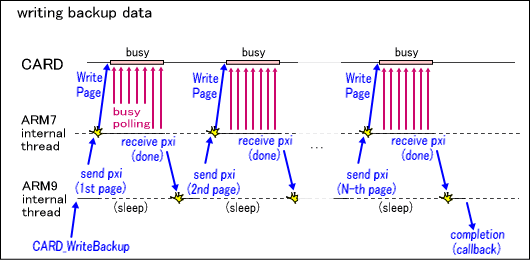 writing backup data
busy
busy
busy
CARD
Write
Page
Write
Page
Write
Page
busy
polling
ARM7
internal
thread
receive pxi
(done)
receive pxi
(done)
receive pxi
(done)
...
send pxi
(1st page)
send pxi
(2nd page)
send pxi
(N-th page)
ARM9
internal
thread
(sleep)
(sleep)
(sleep)
CARD_WriteBackup
completion
(callback)